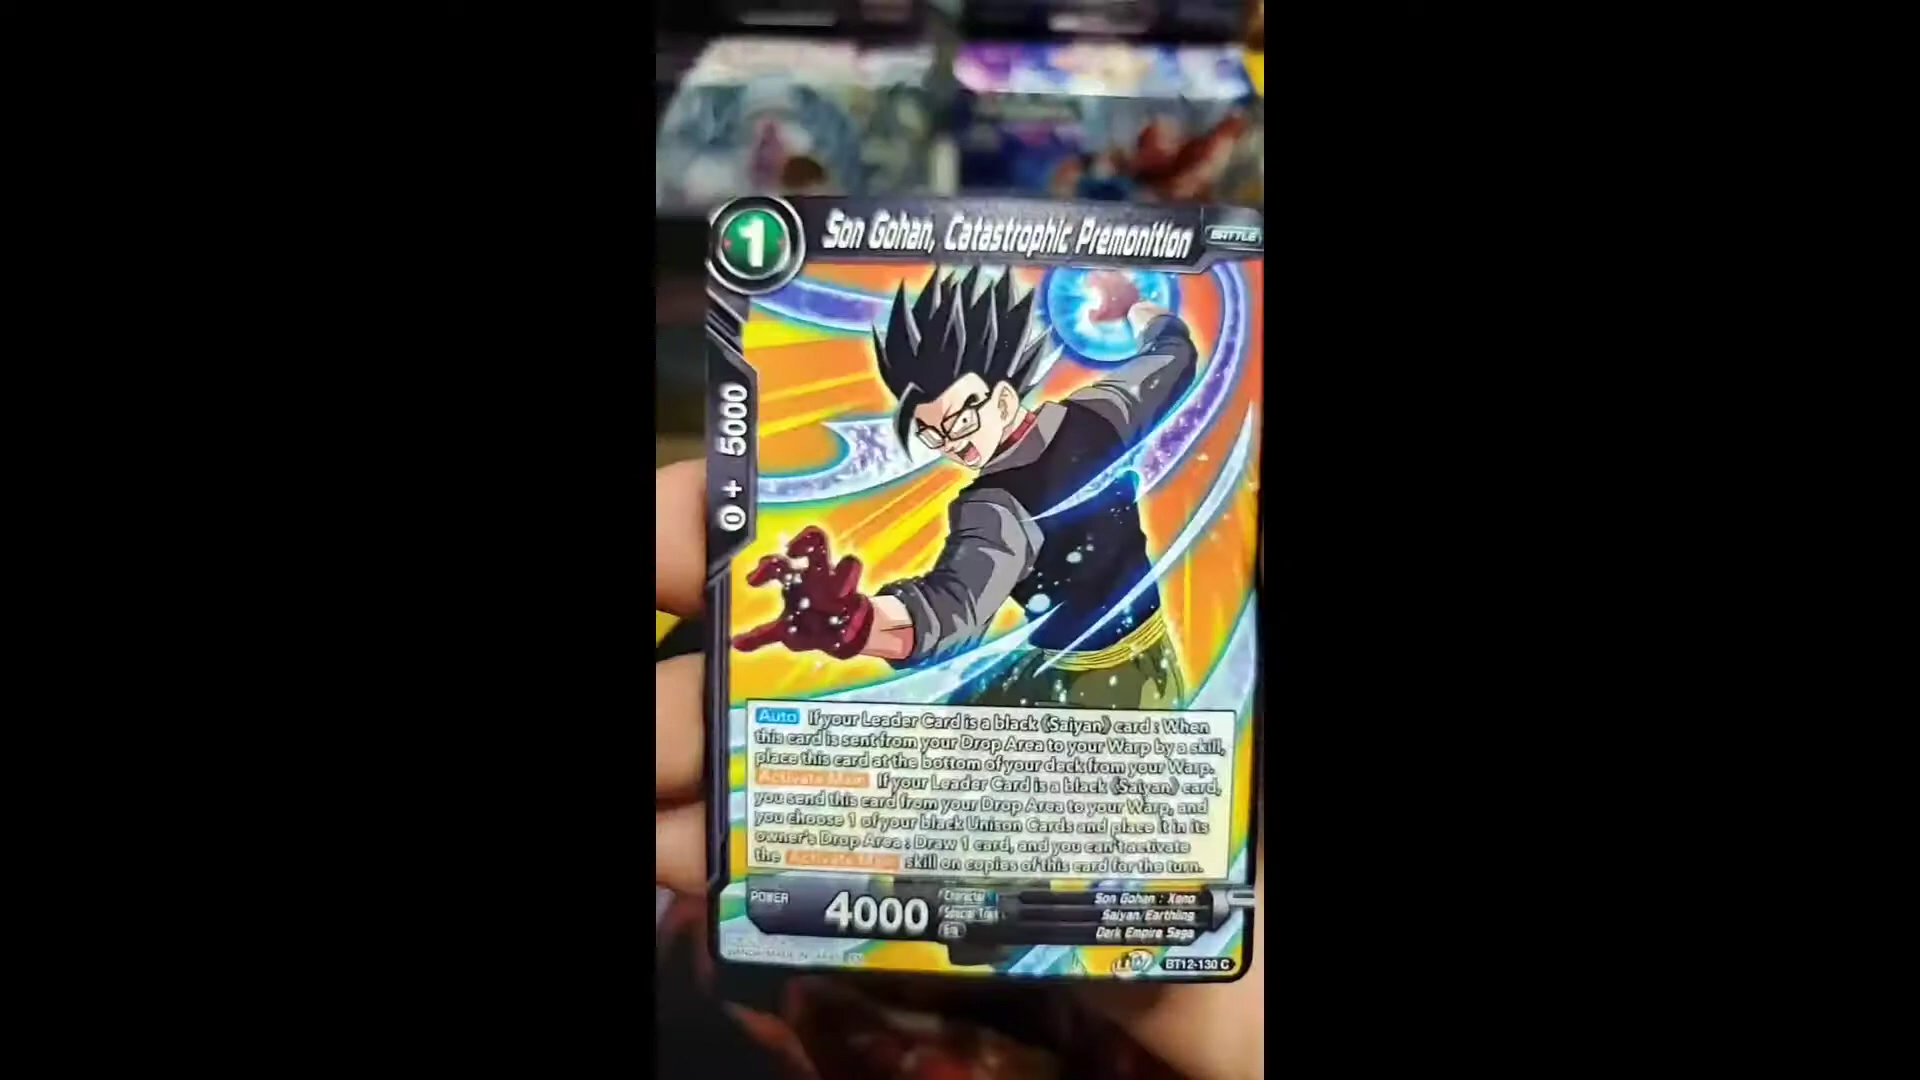 1
Son Gohan, Catastrophic Premonition
BATTLE
0 + 5000
Auto If your Leader Card is a black《Saiyan》card : When
this card is sent from your Drop Area to your Warp by a skill,
place this card at the bottom of your deck from your Warp.
Activate Main If your Leader Card is a black《Saiyan》card,
you send this card from your Drop Area to your Warp, and
you choose 1 of your black Unison Cards and place it in its
owner's Drop Area : Draw 1 card, and you can't activate
the Activate Main skill on copies of this card for the turn.
POWER
4000
Character Son Gohan : Xeno
Special Trait Saiyan/Earthling
Era Dark Empire Saga
BT12-130 C